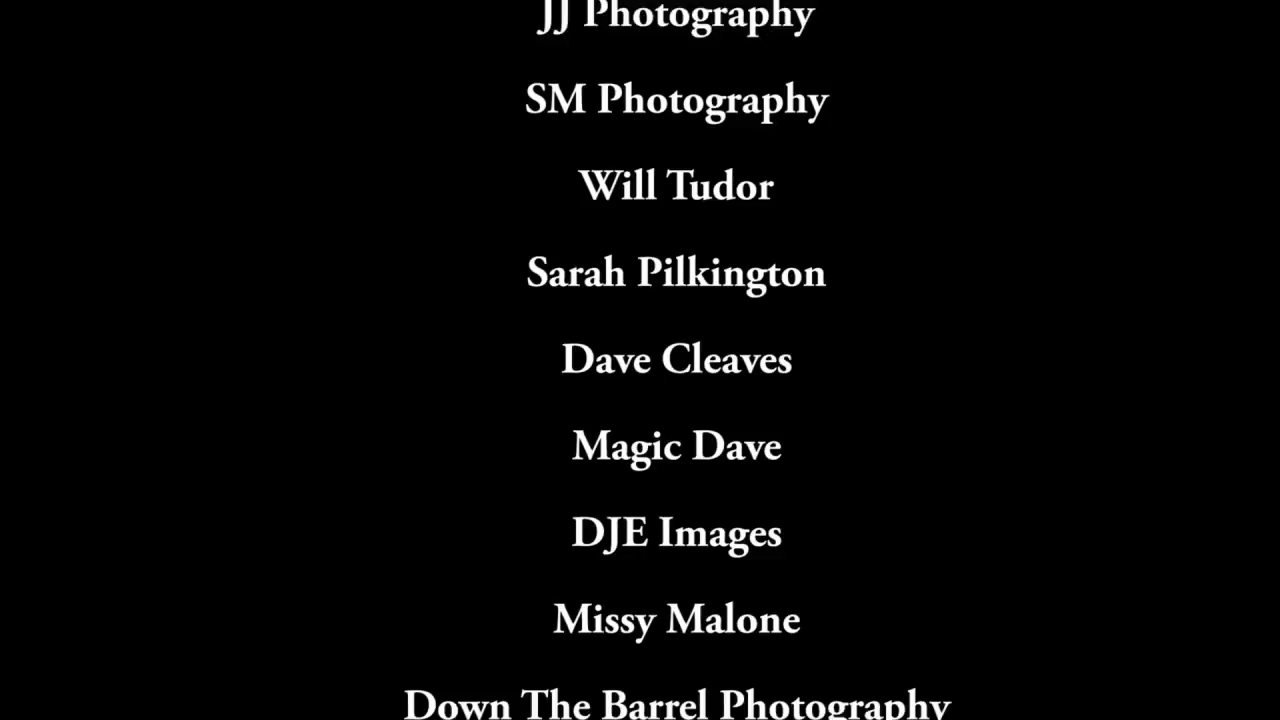 JJ Photography
SM Photography
Will Tudor
Sarah Pilkington
Dave Cleaves
Magic Dave
DJE Images
Missy Malone
Down The Barrel Photography